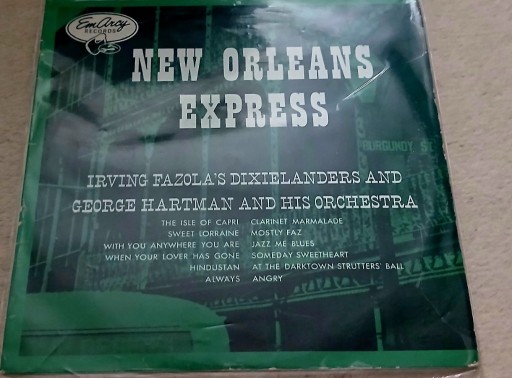 EmArcy
RECORDS
NEW ORLEANS
EXPRESS
BURGUNDY ST.
IRVING FAZOLA'S DIXIELANDERS AND
GEORGE HARTMAN AND HIS ORCHESTRA
THE ISLE OF CAPRI CLARINET MARMALADE
SWEET LORRAINE MOSTLY FAZ
WITH YOU ANYWHERE YOU ARE JAZZ ME BLUES
WHEN YOUR LOVER HAS GONE SOMEDAY SWEETHEART
HINDUSTAN AT THE DARKTOWN STRUTTERS' BALL
ALWAYS ANGRY